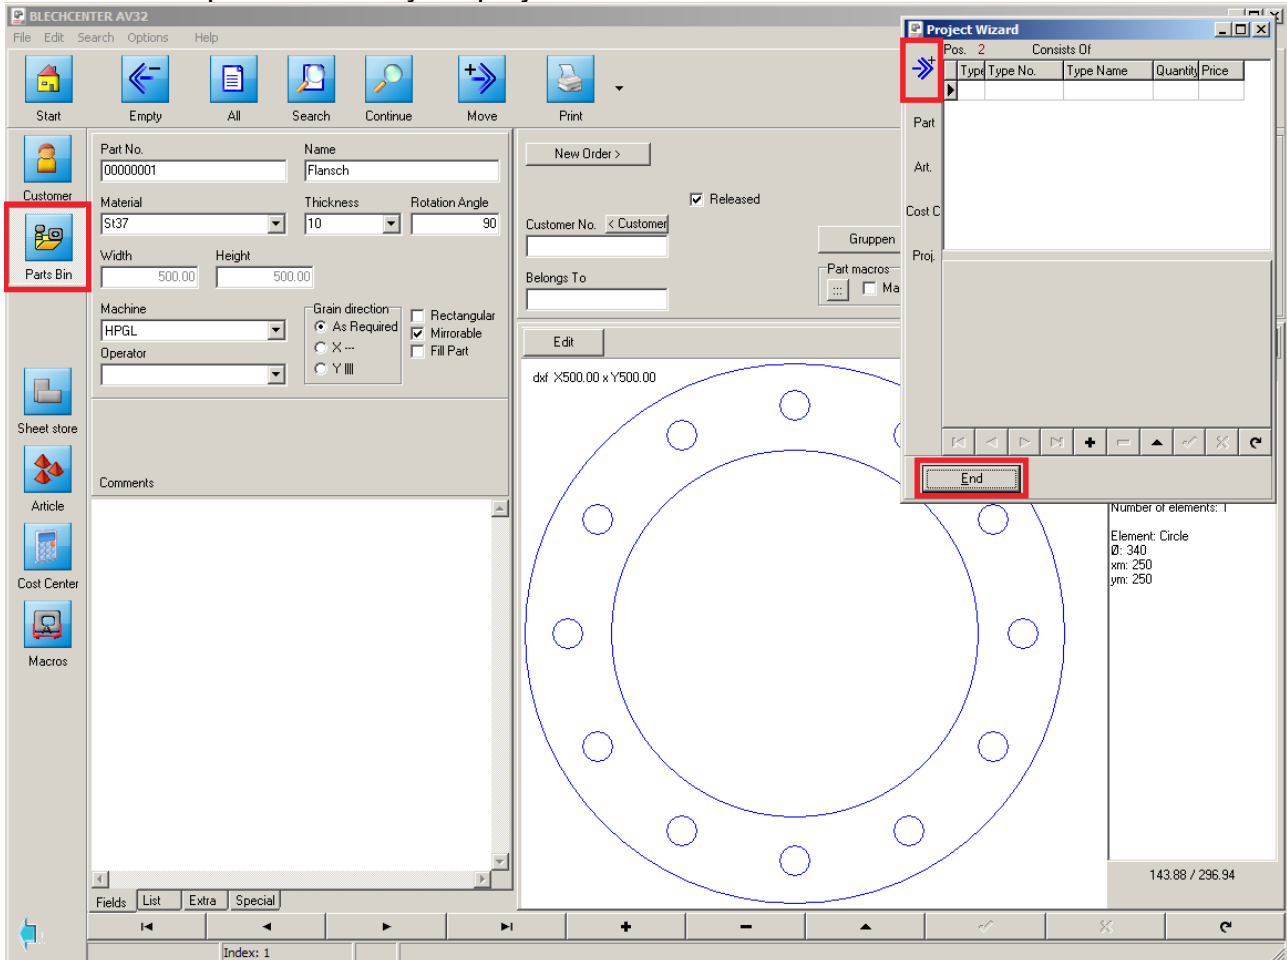 BLECHCENTER AV32
File Edit Search Options Help
Start Empty All Search Continue Move Print
Customer
Parts Bin
Sheet store
Article
Cost Center
Macros
Part No. Name
00000001 Flansch
Material Thickness Rotation Angle
St37 10 90
Width Height
500.00 500.00
Machine
HPGL
Operator
Grain direction
As Required
X ---
Y IIII
Rectangular
Mirrorable
Fill Part
Comments
Fields List Extra Special
New Order >
Released
Customer No. < Customer
Gruppen
Belongs To
Part macros
::: Ma
Edit
dxf X500.00 x Y500.00
Project Wizard
Pos. 2 Consists Of
Type Type No. Type Name Quantity Price
Part
Art.
Cost C
Proj.
End
Number of elements: 1
Element: Circle
Ø: 340
xm: 250
ym: 250
143.88 / 296.94
Index: 1